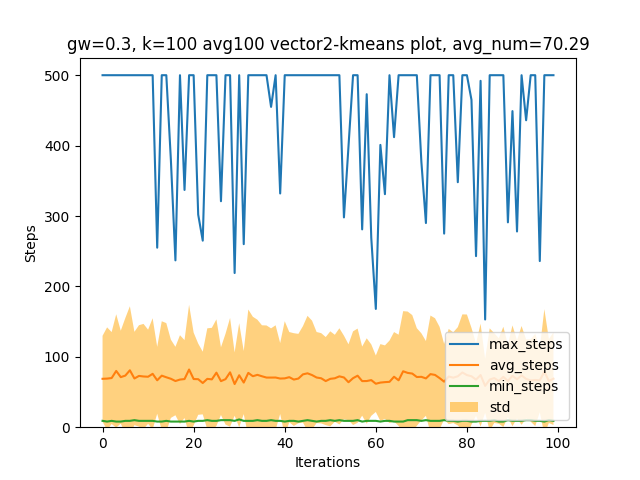 gw=0.3, k=100 avg100 vector2-kmeans plot, avg_num=70.29
500
400
300
200
100
0
Steps
max_steps
avg_steps
min_steps
std
0 20 40 60 80 100
Iterations